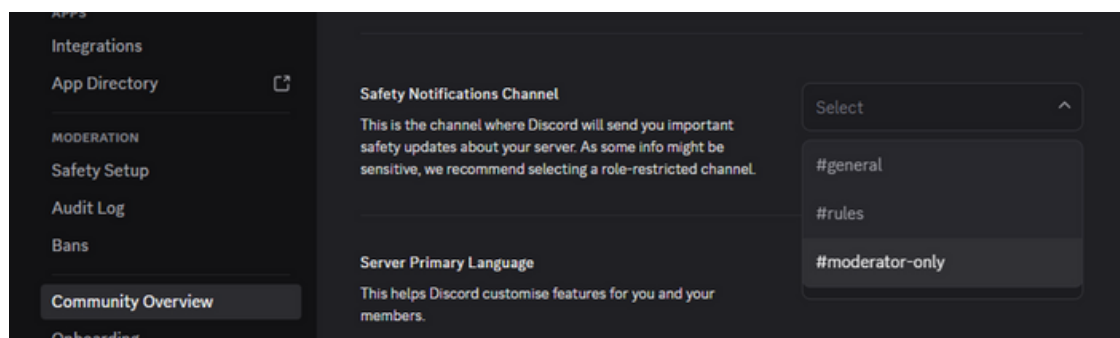 APPS
Integrations
App Directory
MODERATION
Safety Setup
Audit Log
Bans
Community Overview
Onboarding
Safety Notifications Channel
This is the channel where Discord will send you important
safety updates about your server. As some info might be
sensitive, we recommend selecting a role-restricted channel.
Select
#general
#rules
#moderator-only
Server Primary Language
This helps Discord customise features for you and your
members.